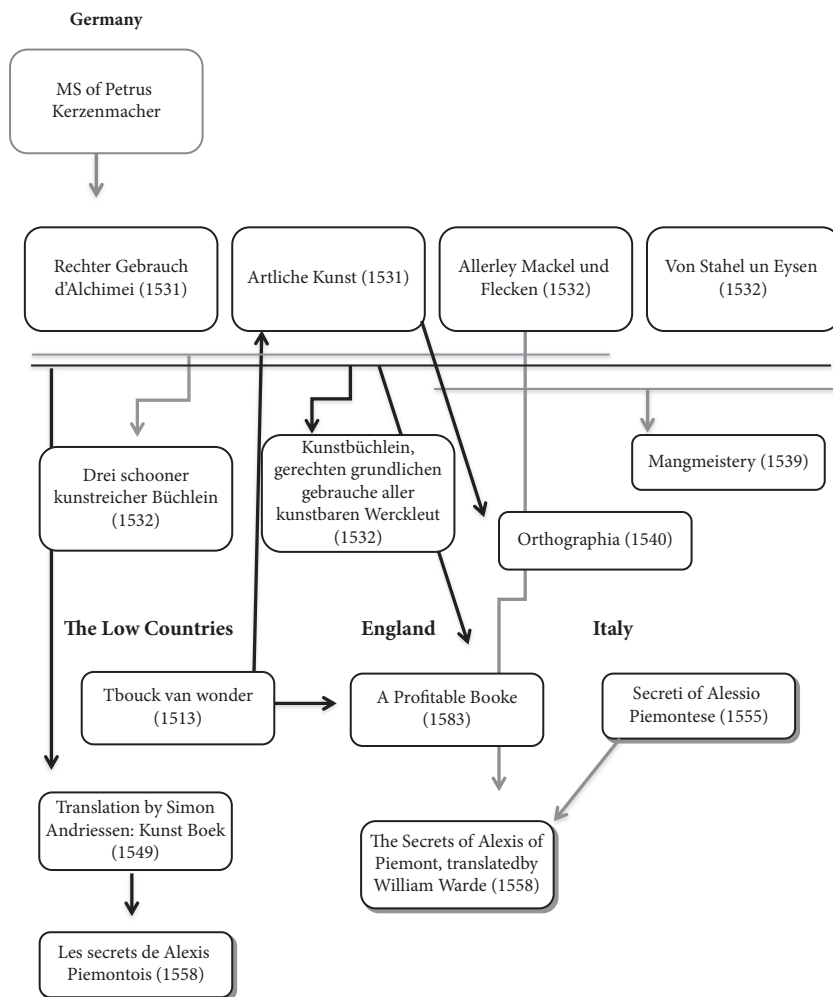 Germany
MS of Petrus
Kerzenmacher
Rechter Gebrauch
d'Alchimei (1531)
Artliche Kunst (1531)
Allerley Mackel und
Flecken (1532)
Von Stahel un Eysen
(1532)
Drei schooner
kunstreicher Büchlein
(1532)
Kunstbüchlein,
gerechten grundlichen
gebrauche aller
kunstbaren Werckleut
(1532)
Mangmeistery (1539)
Orthographia (1540)
The Low Countries
England
Italy
Tbouck van wonder
(1513)
A Profitable Booke
(1583)
Secreti of Alessio
Piemontese (1555)
Translation by Simon
Andriessen: Kunst Boek
(1549)
The Secrets of Alexis of
Piemont, translatedby
William Warde (1558)
Les secrets de Alexis
Piemontois (1558)